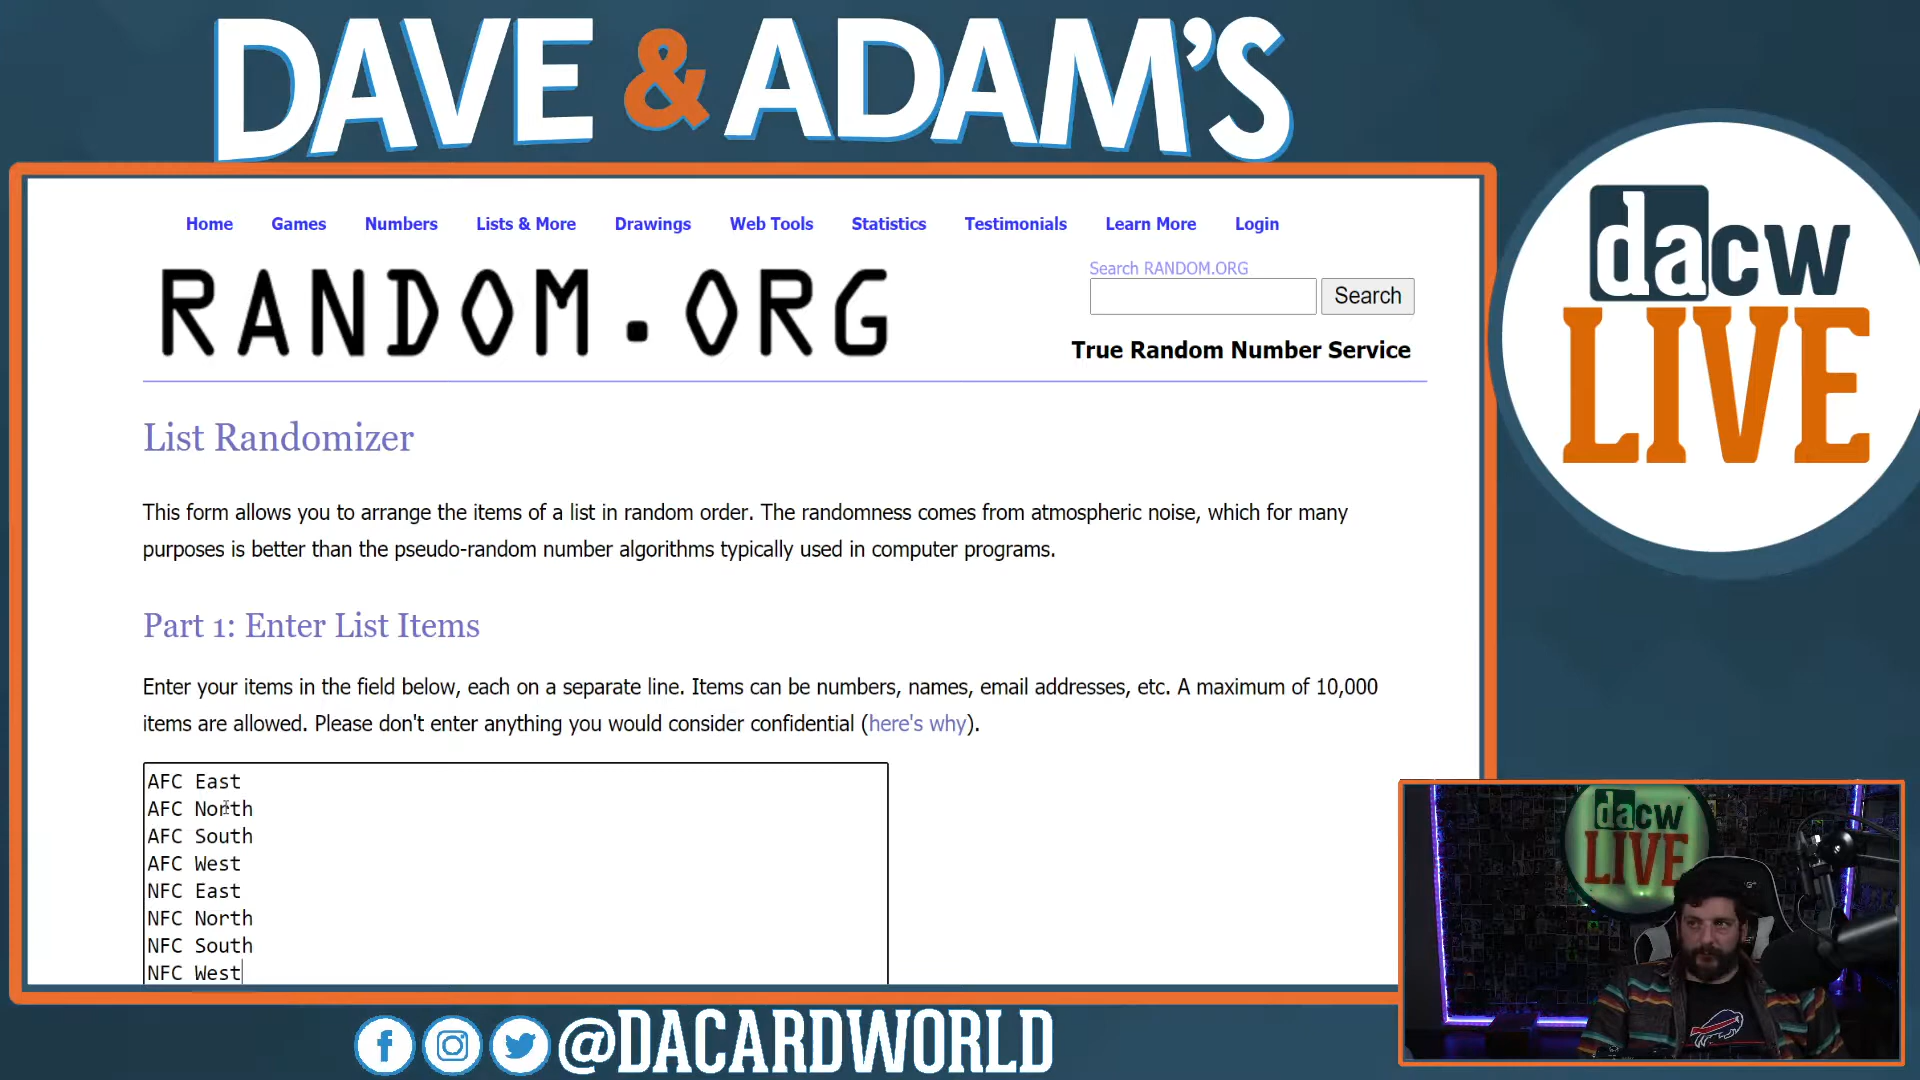 DAVE & ADAM'S
Home Games Numbers Lists & More Drawings Web Tools Statistics Testimonials Learn More Login
RANDOM.ORG
Search RANDOM.ORG
Search
True Random Number Service
List Randomizer
This form allows you to arrange the items of a list in random order. The randomness comes from atmospheric noise, which for many
purposes is better than the pseudo-random number algorithms typically used in computer programs.
Part 1: Enter List Items
Enter your items in the field below, each on a separate line. Items can be numbers, names, email addresses, etc. A maximum of 10,000
items are allowed. Please don't enter anything you would consider confidential (here's why).
AFC East
AFC North
AFC South
AFC West
NFC East
NFC North
NFC South
NFC West
dacw
LIVE
dacw
LIVE
@DACARDWORLD